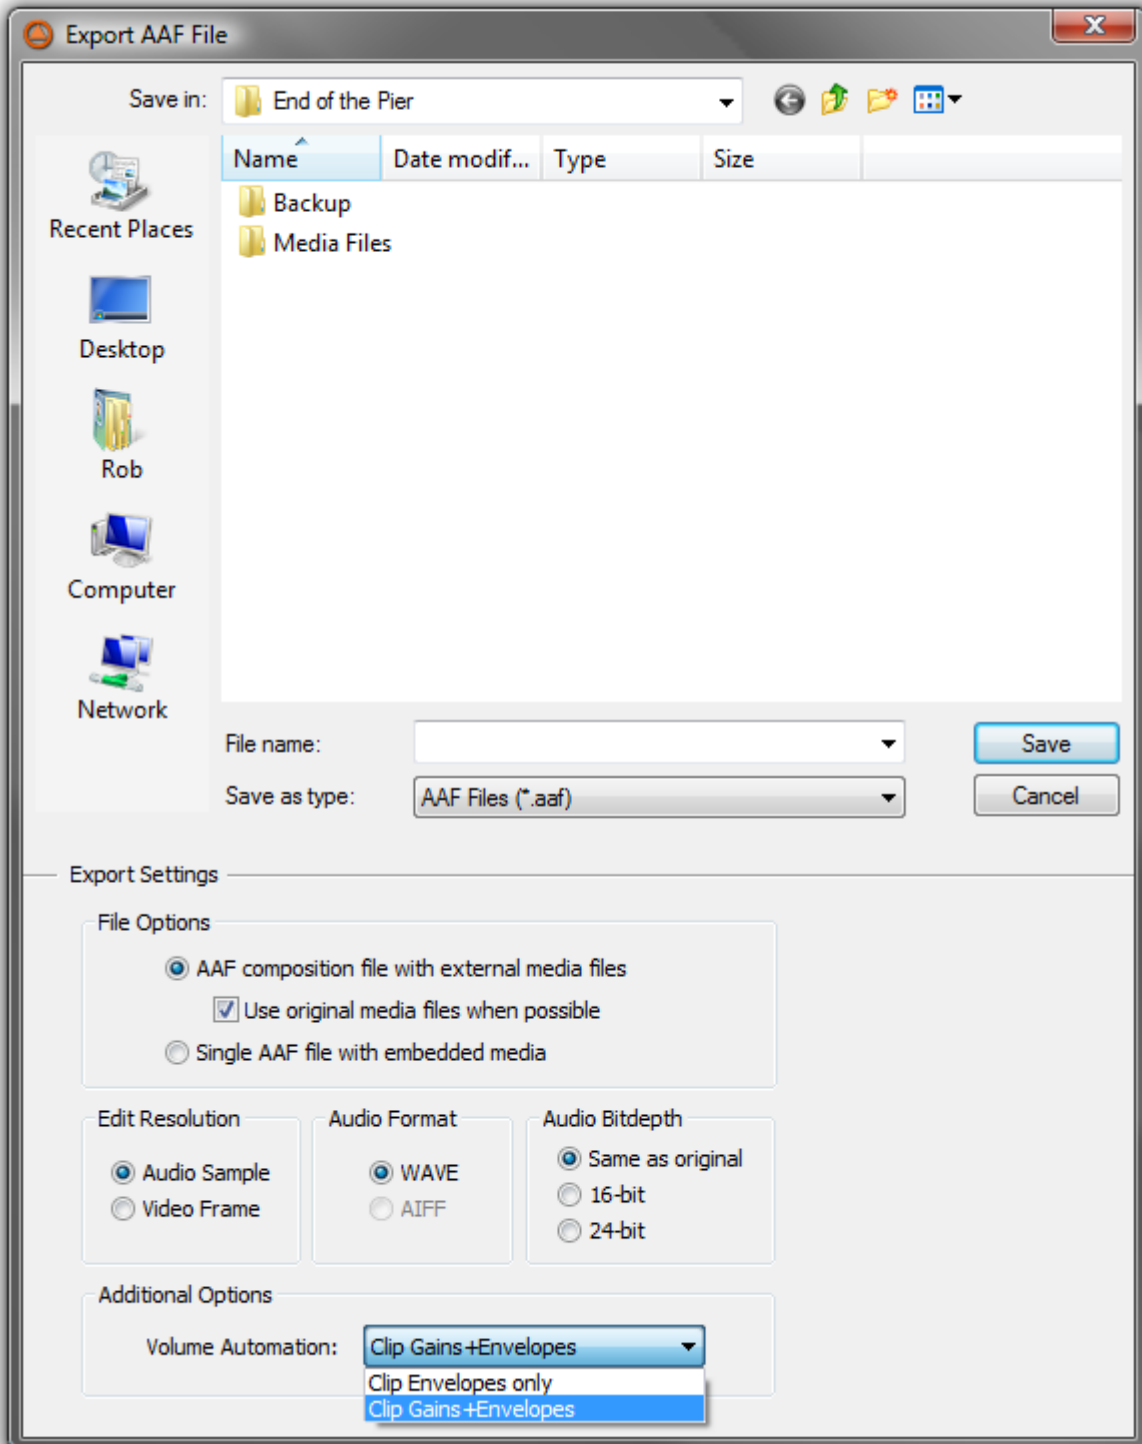 Export AAF File
Save in: End of the Pier
Name Date modif... Type Size
Backup
Media Files
Recent Places
Desktop
Rob
Computer
Network
File name: Save
Save as type: AAF Files (*.aaf) Cancel
Export Settings
File Options
AAF composition file with external media files
Use original media files when possible
Single AAF file with embedded media
Edit Resolution
Audio Sample
Video Frame
Audio Format
WAVE
AIFF
Audio Bitdepth
Same as original
16-bit
24-bit
Additional Options
Volume Automation: Clip Gains+Envelopes
Clip Envelopes only
Clip Gains+Envelopes